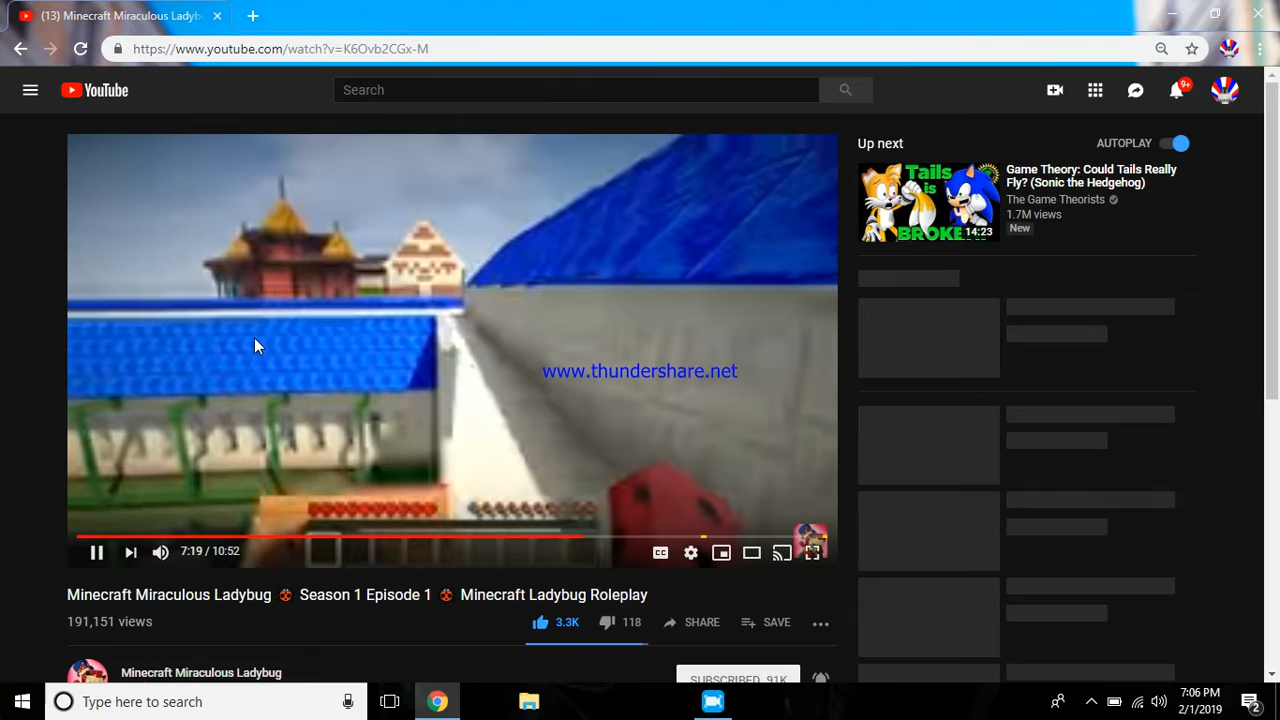 (13) Minecraft Miraculous Ladyb
https://www.youtube.com/watch?v=K6Ovb2CGx-M
YouTube
Search
9+
Up next
AUTOPLAY
Tails is BROKE
14:23
Game Theory: Could Tails Really Fly? (Sonic the Hedgehog)
The Game Theorists
1.7M views
New
www.thundershare.net
7:19 / 10:52
CC
Minecraft Miraculous Ladybug 🐞 Season 1 Episode 1 🐞 Minecraft Ladybug Roleplay
191,151 views
3.3K
118
SHARE
SAVE
Minecraft Miraculous Ladybug
SUBSCRIBED 91K
Type here to search
7:06 PM
2/1/2019
2